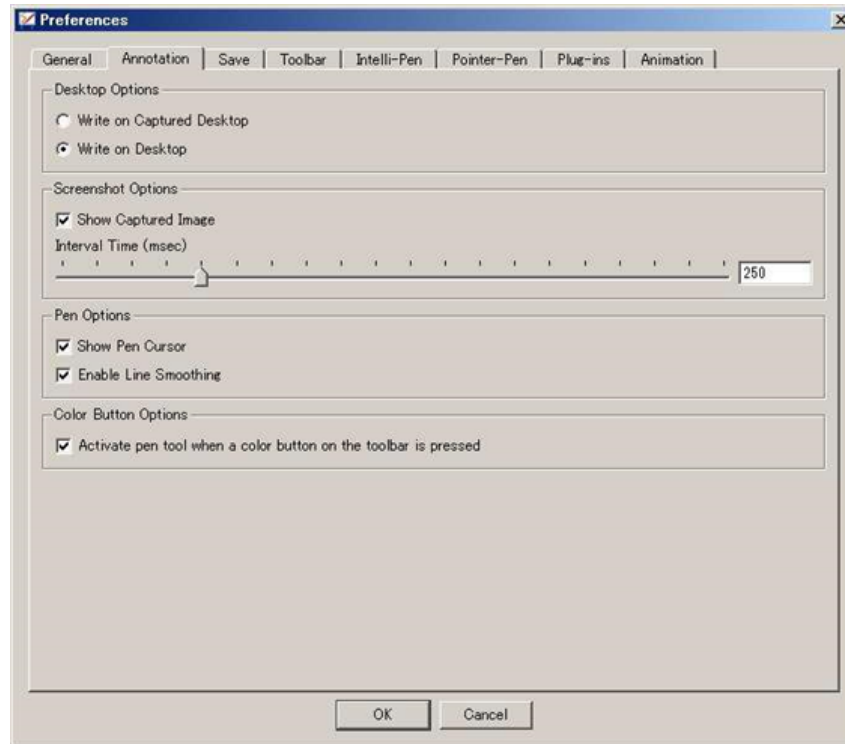 Preferences
General Annotation Save Toolbar Intelli-Pen Pointer-Pen Plug-ins Animation
Desktop Options
Write on Captured Desktop
Write on Desktop
Screenshot Options
Show Captured Image
Interval Time (msec)
250
Pen Options
Show Pen Cursor
Enable Line Smoothing
Color Button Options
Activate pen tool when a color button on the toolbar is pressed
OK Cancel